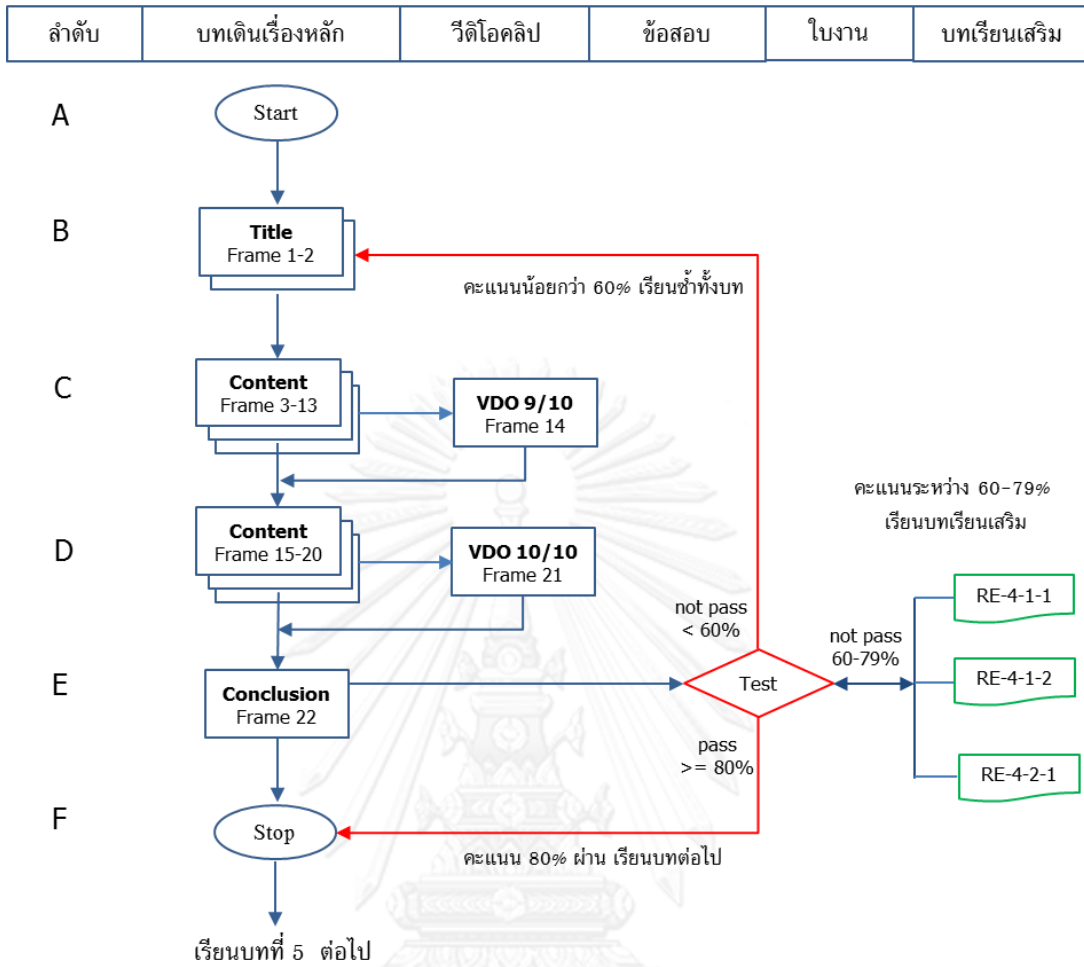 ลำดับ บทเดินเรื่องหลัก วีดิโอคลิป ข้อสอบ ใบงาน บทเรียนเสริม
A
Start
B
Title
Frame 1-2
คะแนนน้อยกว่า 60% เรียนซ้ำทั้งบท
C
Content
Frame 3-13
VDO 9/10
Frame 14
คะแนนระหว่าง 60-79%
เรียนบทเรียนเสริม
D
Content
Frame 15-20
VDO 10/10
Frame 21
not pass
< 60%
not pass
60-79%
RE-4-1-1
E
Conclusion
Frame 22
Test
RE-4-1-2
pass
>= 80%
RE-4-2-1
F
Stop
คะแนน 80% ผ่าน เรียนบทต่อไป
เรียนบทที่ 5 ต่อไป